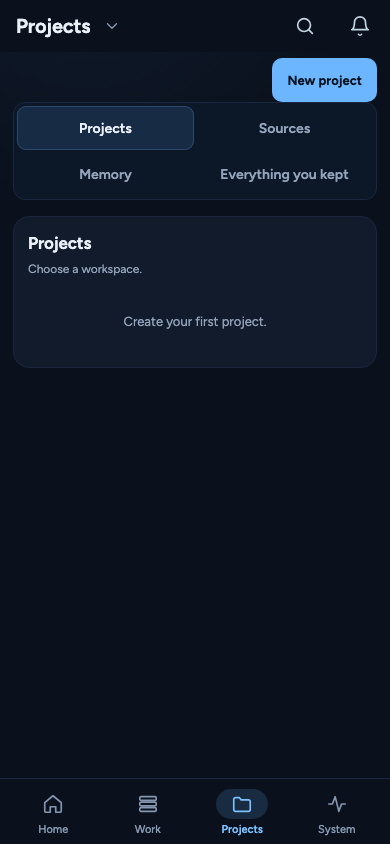 Projects
New project
Projects
Sources
Memory
Everything you kept
Projects
Choose a workspace.
Create your first project.
Home
Work
Projects
System